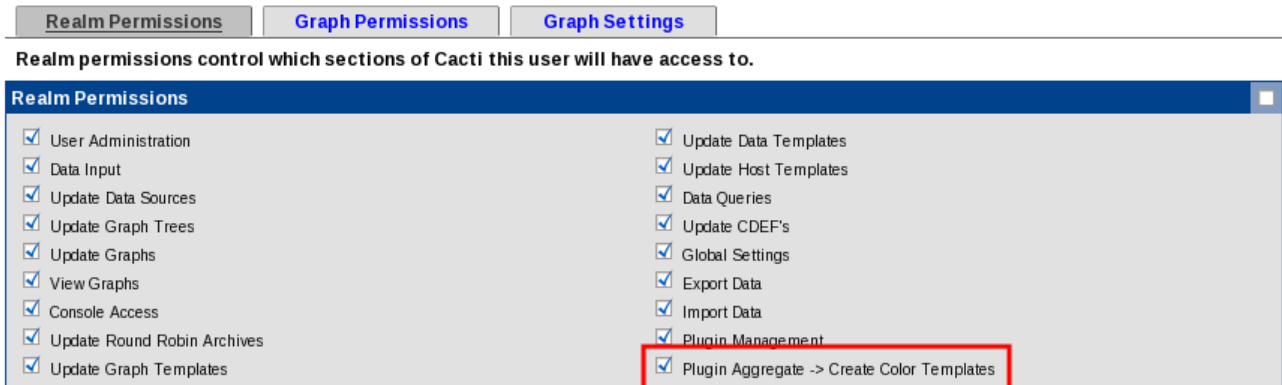 Realm Permissions
Graph Permissions
Graph Settings
Realm permissions control which sections of Cacti this user will have access to.
Realm Permissions
User Administration
Data Input
Update Data Sources
Update Graph Trees
Update Graphs
View Graphs
Console Access
Update Round Robin Archives
Update Graph Templates
Update Data Templates
Update Host Templates
Data Queries
Update CDEF's
Global Settings
Export Data
Import Data
Plugin Management
Plugin Aggregate -> Create Color Templates